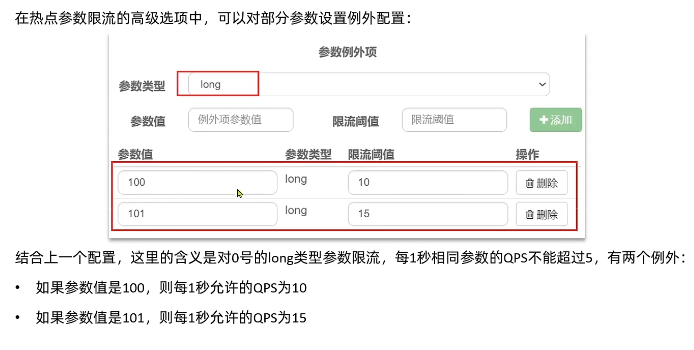 在热点参数限流的高级选项中，可以对部分参数设置例外配置：
参数例外项
参数类型 long
参数值 例外项参数值 限流阈值 限流阈值 +添加
参数值 参数类型 限流阈值 操作
100 long 10 删除
101 long 15 删除
结合上一个配置，这里的含义是对0号的long类型参数限流，每1秒相同参数的QPS不能超过5，有两个例外：
• 如果参数值是100，则每1秒允许的QPS为10
• 如果参数值是101，则每1秒允许的QPS为15